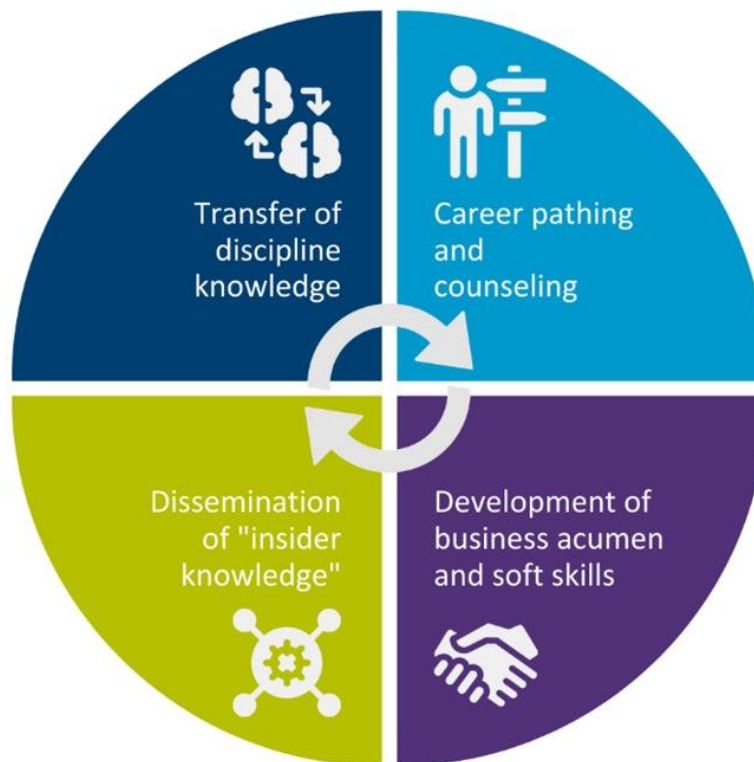 Transfer of
discipline
knowledge
Career pathing
and
counseling
Dissemination
of "insider
knowledge"
Development of
business acumen
and soft skills